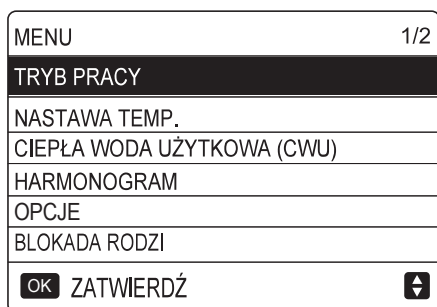 MENU 1/2
TRYB PRACY
NASTAWA TEMP.
CIEPŁA WODA UŻYTKOWA (CWU)
HARMONOGRAM
OPCJE
BLOKADA RODZI
OK ZATWIERDŹ